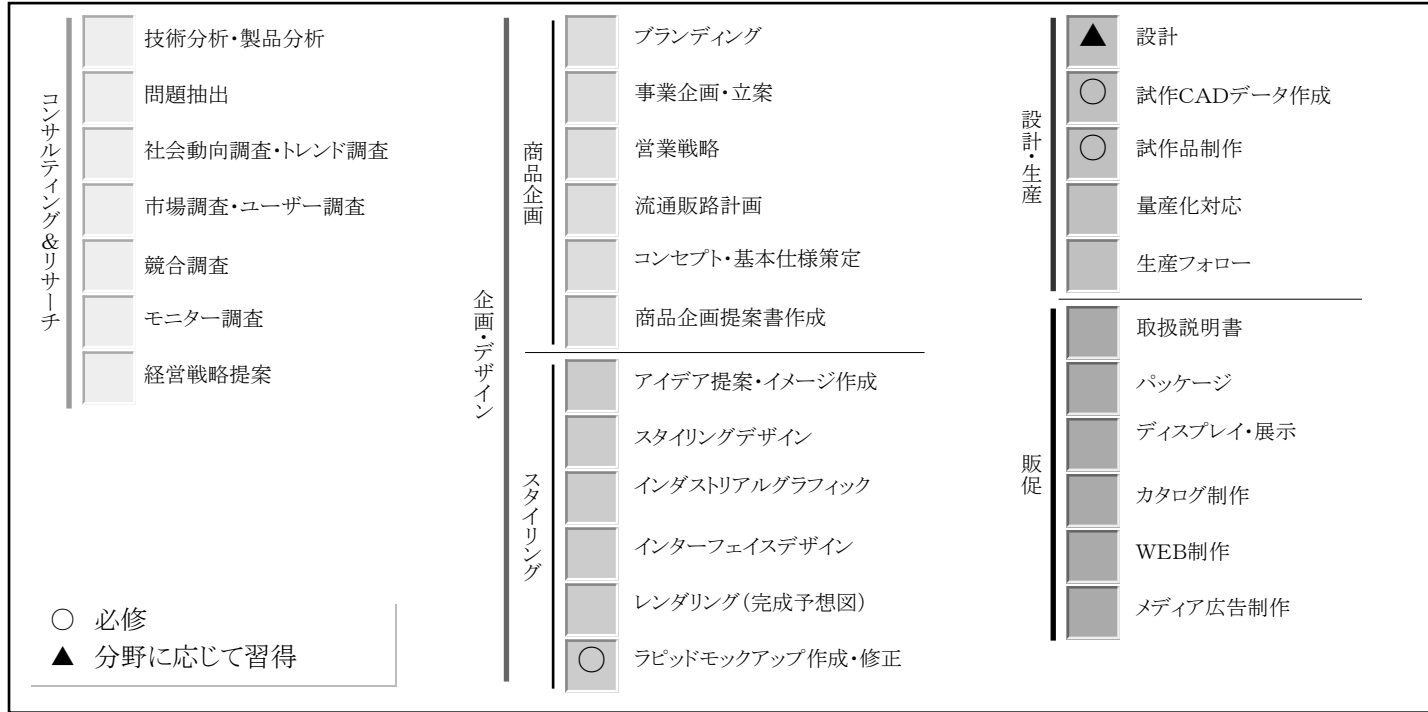 コンサルティング&リサーチ
技術分析・製品分析
問題抽出
社会動向調査・トレンド調査
市場調査・ユーザー調査
競合調査
モニター調査
経営戦略提案
企画・デザイン
商品企画
ブランディング
事業企画・立案
営業戦略
流通販路計画
コンセプト・基本仕様策定
商品企画提案書作成
スタイリング
アイデア提案・イメージ作成
スタイリングデザイン
インダストリアルグラフィック
インターフェイスデザイン
レンダリング(完成予想図)
○ ラピッドモックアップ作成・修正
設計・生産
▲ 設計
○ 試作CADデータ作成
○ 試作品制作
量産化対応
生産フォロー
販促
取扱説明書
パッケージ
ディスプレイ・展示
カタログ制作
WEB制作
メディア広告制作
○ 必修
▲ 分野に応じて習得